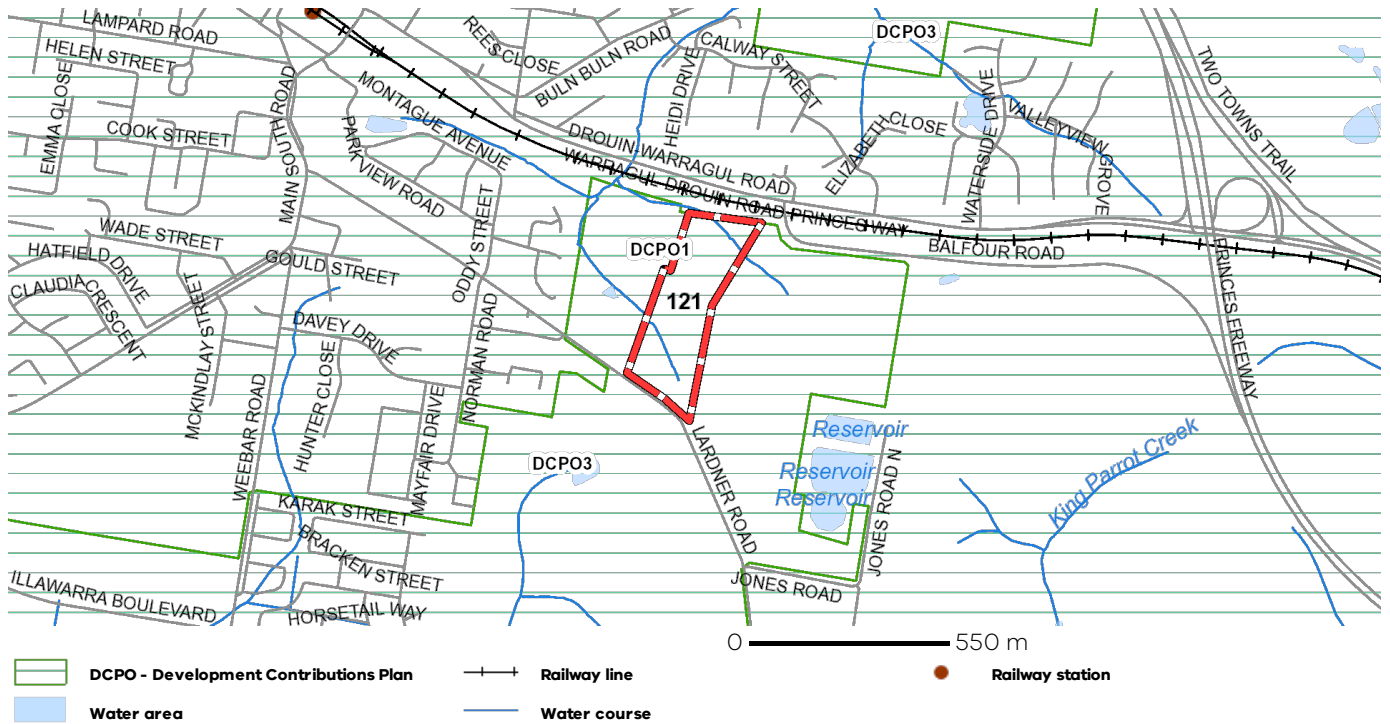 LAMPARD ROAD
HELEN STREET
EMMA CLOSE
COOK STREET
MAIN SOUTH ROAD
PARK VIEW ROAD
MONTAGUE AVENUE
REES CLOSE
BULN BULN ROAD
HEIDI DRIVE
CALWAY STREET
DCPO3
ELIZABETH CLOSE
WATERSIDE DRIVE
VALLEYVIEW GROVE
TWO TOWNS TRAIL
DROUIN-WARRAGUL ROAD
WARRAGUL-DROUIN ROAD
PRINCES WAY
BALFOUR ROAD
PRINCES FREEWAY
WADE STREET
HATFIELD DRIVE
CLAUDIA CRESCENT
MCKINDLAY STREET
GOULD STREET
ODDY STREET
DCPO1
121
DAVEY DRIVE
HUNTER CLOSE
NORMAN ROAD
MAYFAIR DRIVE
WEEBAR ROAD
KARAK STREET
BRACKEN STREET
DCPO3
LARDNER ROAD
Reservoir
Reservoir
Reservoir
JONES ROAD N
King Parrot Creek
JONES ROAD
ILLAWARRA BOULEVARD
HORSETAIL WAY
0 550 m
DCPO - Development Contributions Plan
Railway line
Railway station
Water area
Water course